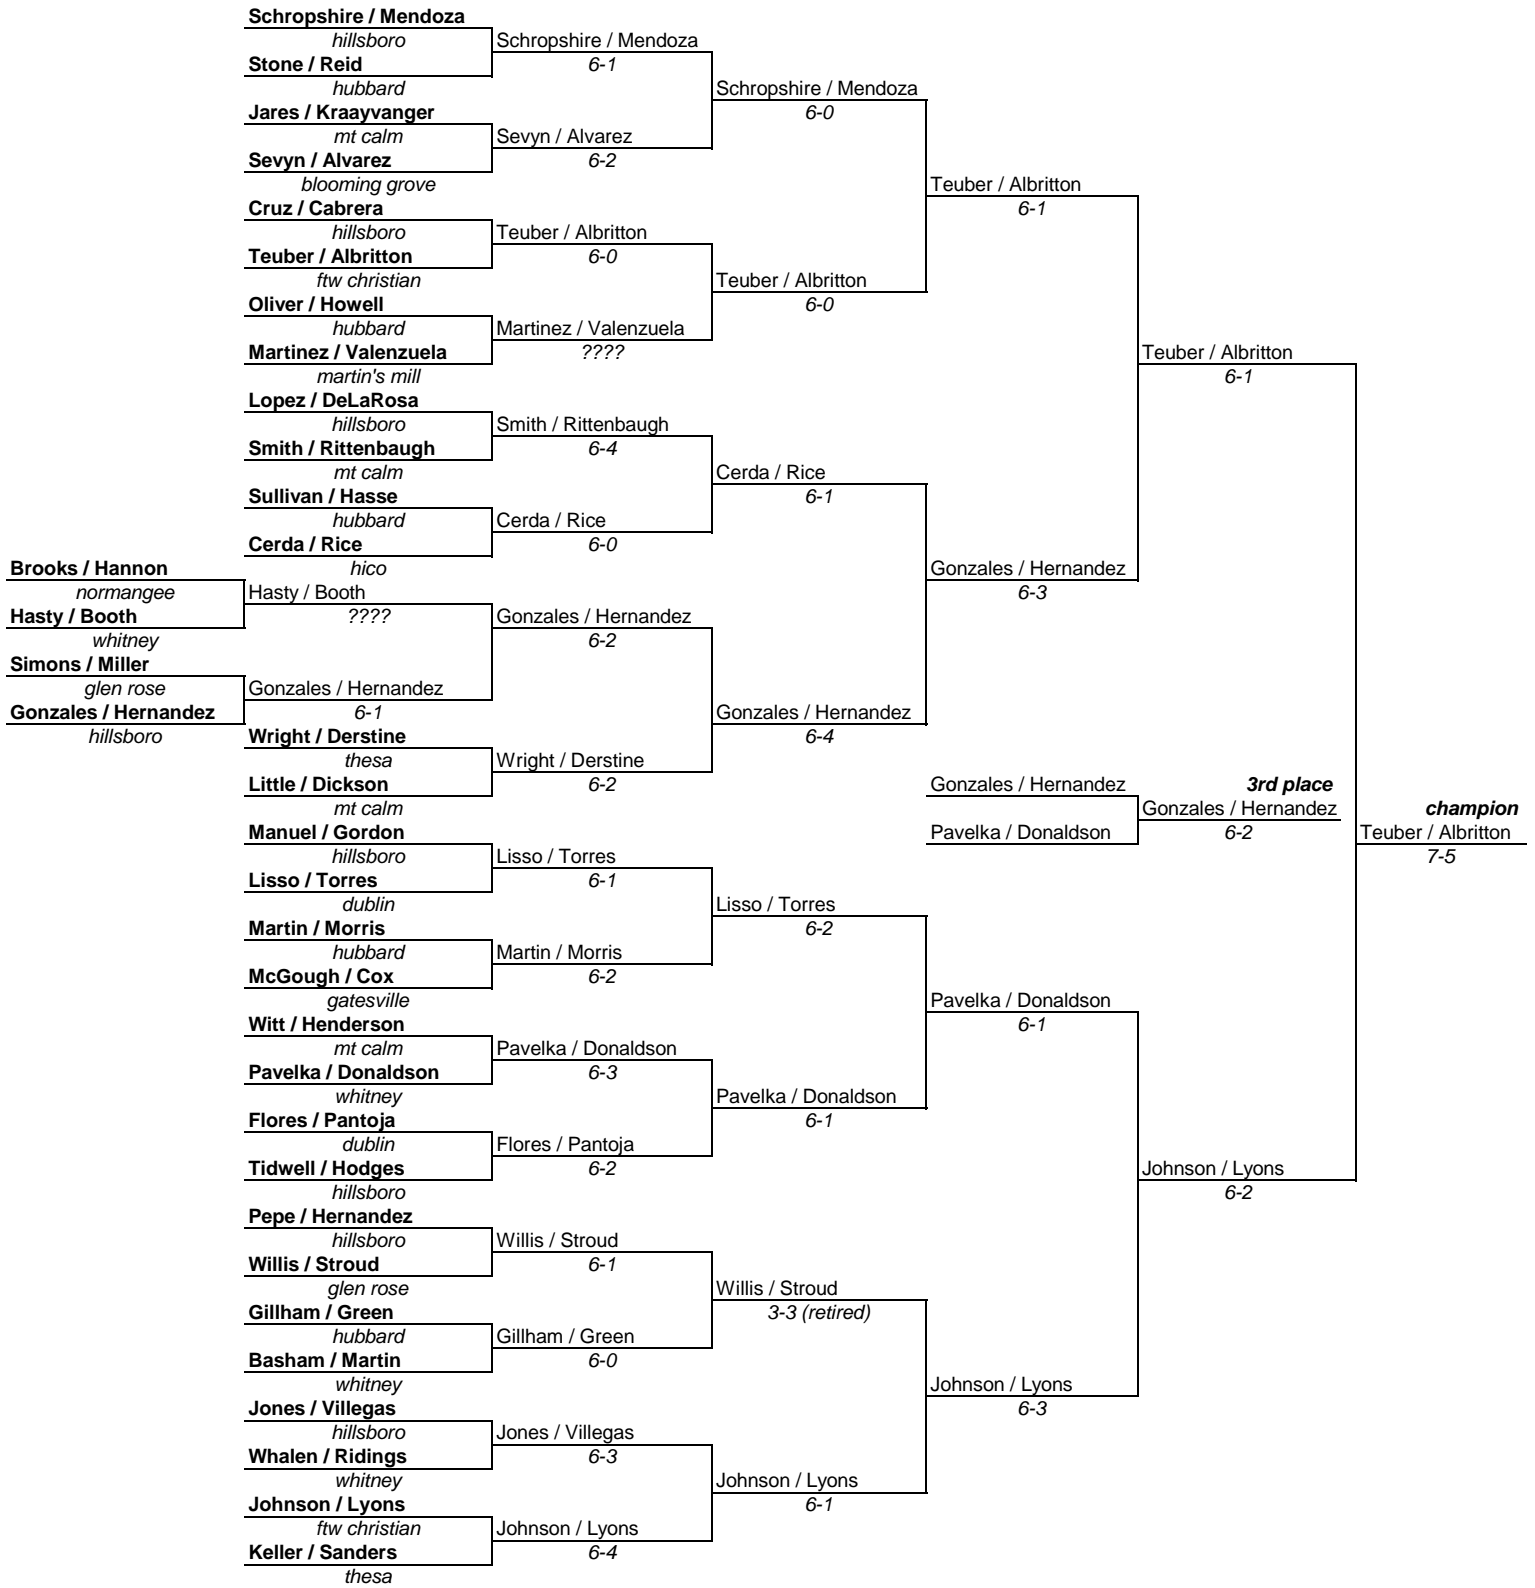 Schropshire / Mendoza
hillsboro
Stone / Reid
hubbard
Jares / Kraayvanger
mt calm
Sevyn / Alvarez
blooming grove
Cruz / Cabrera
hillsboro
Teuber / Albritton
ftw christian
Oliver / Howell
hubbard
Martinez / Valenzuela
martin's mill
Lopez / DeLaRosa
hillsboro
Smith / Rittenbaugh
mt calm
Sullivan / Hasse
hubbard
Cerda / Rice
hico
Brooks / Hannon
normangee
Hasty / Booth
whitney
Simons / Miller
glen rose
Gonzales / Hernandez
hillsboro
Hasty / Booth
????
Gonzales / Hernandez
6-1
Wright / Derstine
thesa
Little / Dickson
mt calm
Manuel / Gordon
hillsboro
Lisso / Torres
dublin
Martin / Morris
hubbard
McGough / Cox
gatesville
Witt / Henderson
mt calm
Pavelka / Donaldson
whitney
Flores / Pantoja
dublin
Tidwell / Hodges
hillsboro
Pepe / Hernandez
hillsboro
Willis / Stroud
glen rose
Gillham / Green
hubbard
Basham / Martin
whitney
Jones / Villegas
hillsboro
Whalen / Ridings
whitney
Johnson / Lyons
ftw christian
Keller / Sanders
thesa
Schropshire / Mendoza
6-1
Sevyn / Alvarez
6-2
Teuber / Albritton
6-0
Martinez / Valenzuela
????
Smith / Rittenbaugh
6-4
Cerda / Rice
6-0
Gonzales / Hernandez
6-2
Wright / Derstine
6-2
Lisso / Torres
6-1
Martin / Morris
6-2
Pavelka / Donaldson
6-3
Flores / Pantoja
6-2
Willis / Stroud
6-1
Gillham / Green
6-0
Jones / Villegas
6-3
Johnson / Lyons
6-4
Schropshire / Mendoza
6-0
Teuber / Albritton
6-0
Cerda / Rice
6-1
Gonzales / Hernandez
6-4
Lisso / Torres
6-2
Pavelka / Donaldson
6-1
Willis / Stroud
3-3 (retired)
Johnson / Lyons
6-1
Teuber / Albritton
6-1
Gonzales / Hernandez
6-3
Pavelka / Donaldson
6-1
Johnson / Lyons
6-3
Teuber / Albritton
6-1
Johnson / Lyons
6-2
Gonzales / Hernandez
Pavelka / Donaldson
3rd place
Gonzales / Hernandez
6-2
champion
Teuber / Albritton
7-5